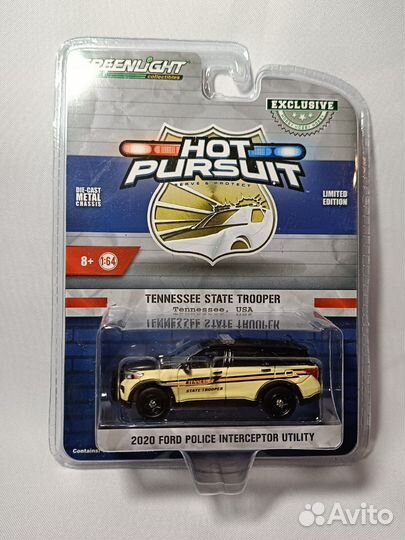 GREENLIGHT
collectibles
EXCLUSIVE
HOT
PURSUIT
SERVE & PROTECT
DIE-CAST
METAL
CHASSIS
LIMITED
EDITION
8+
1:64
TENNESSEE STATE TROOPER
Tennessee, USA
TENNESSEE STATE TROOPER
STATE TROOPER
2020 FORD POLICE INTERCEPTOR UTILITY
Contains:
Avito